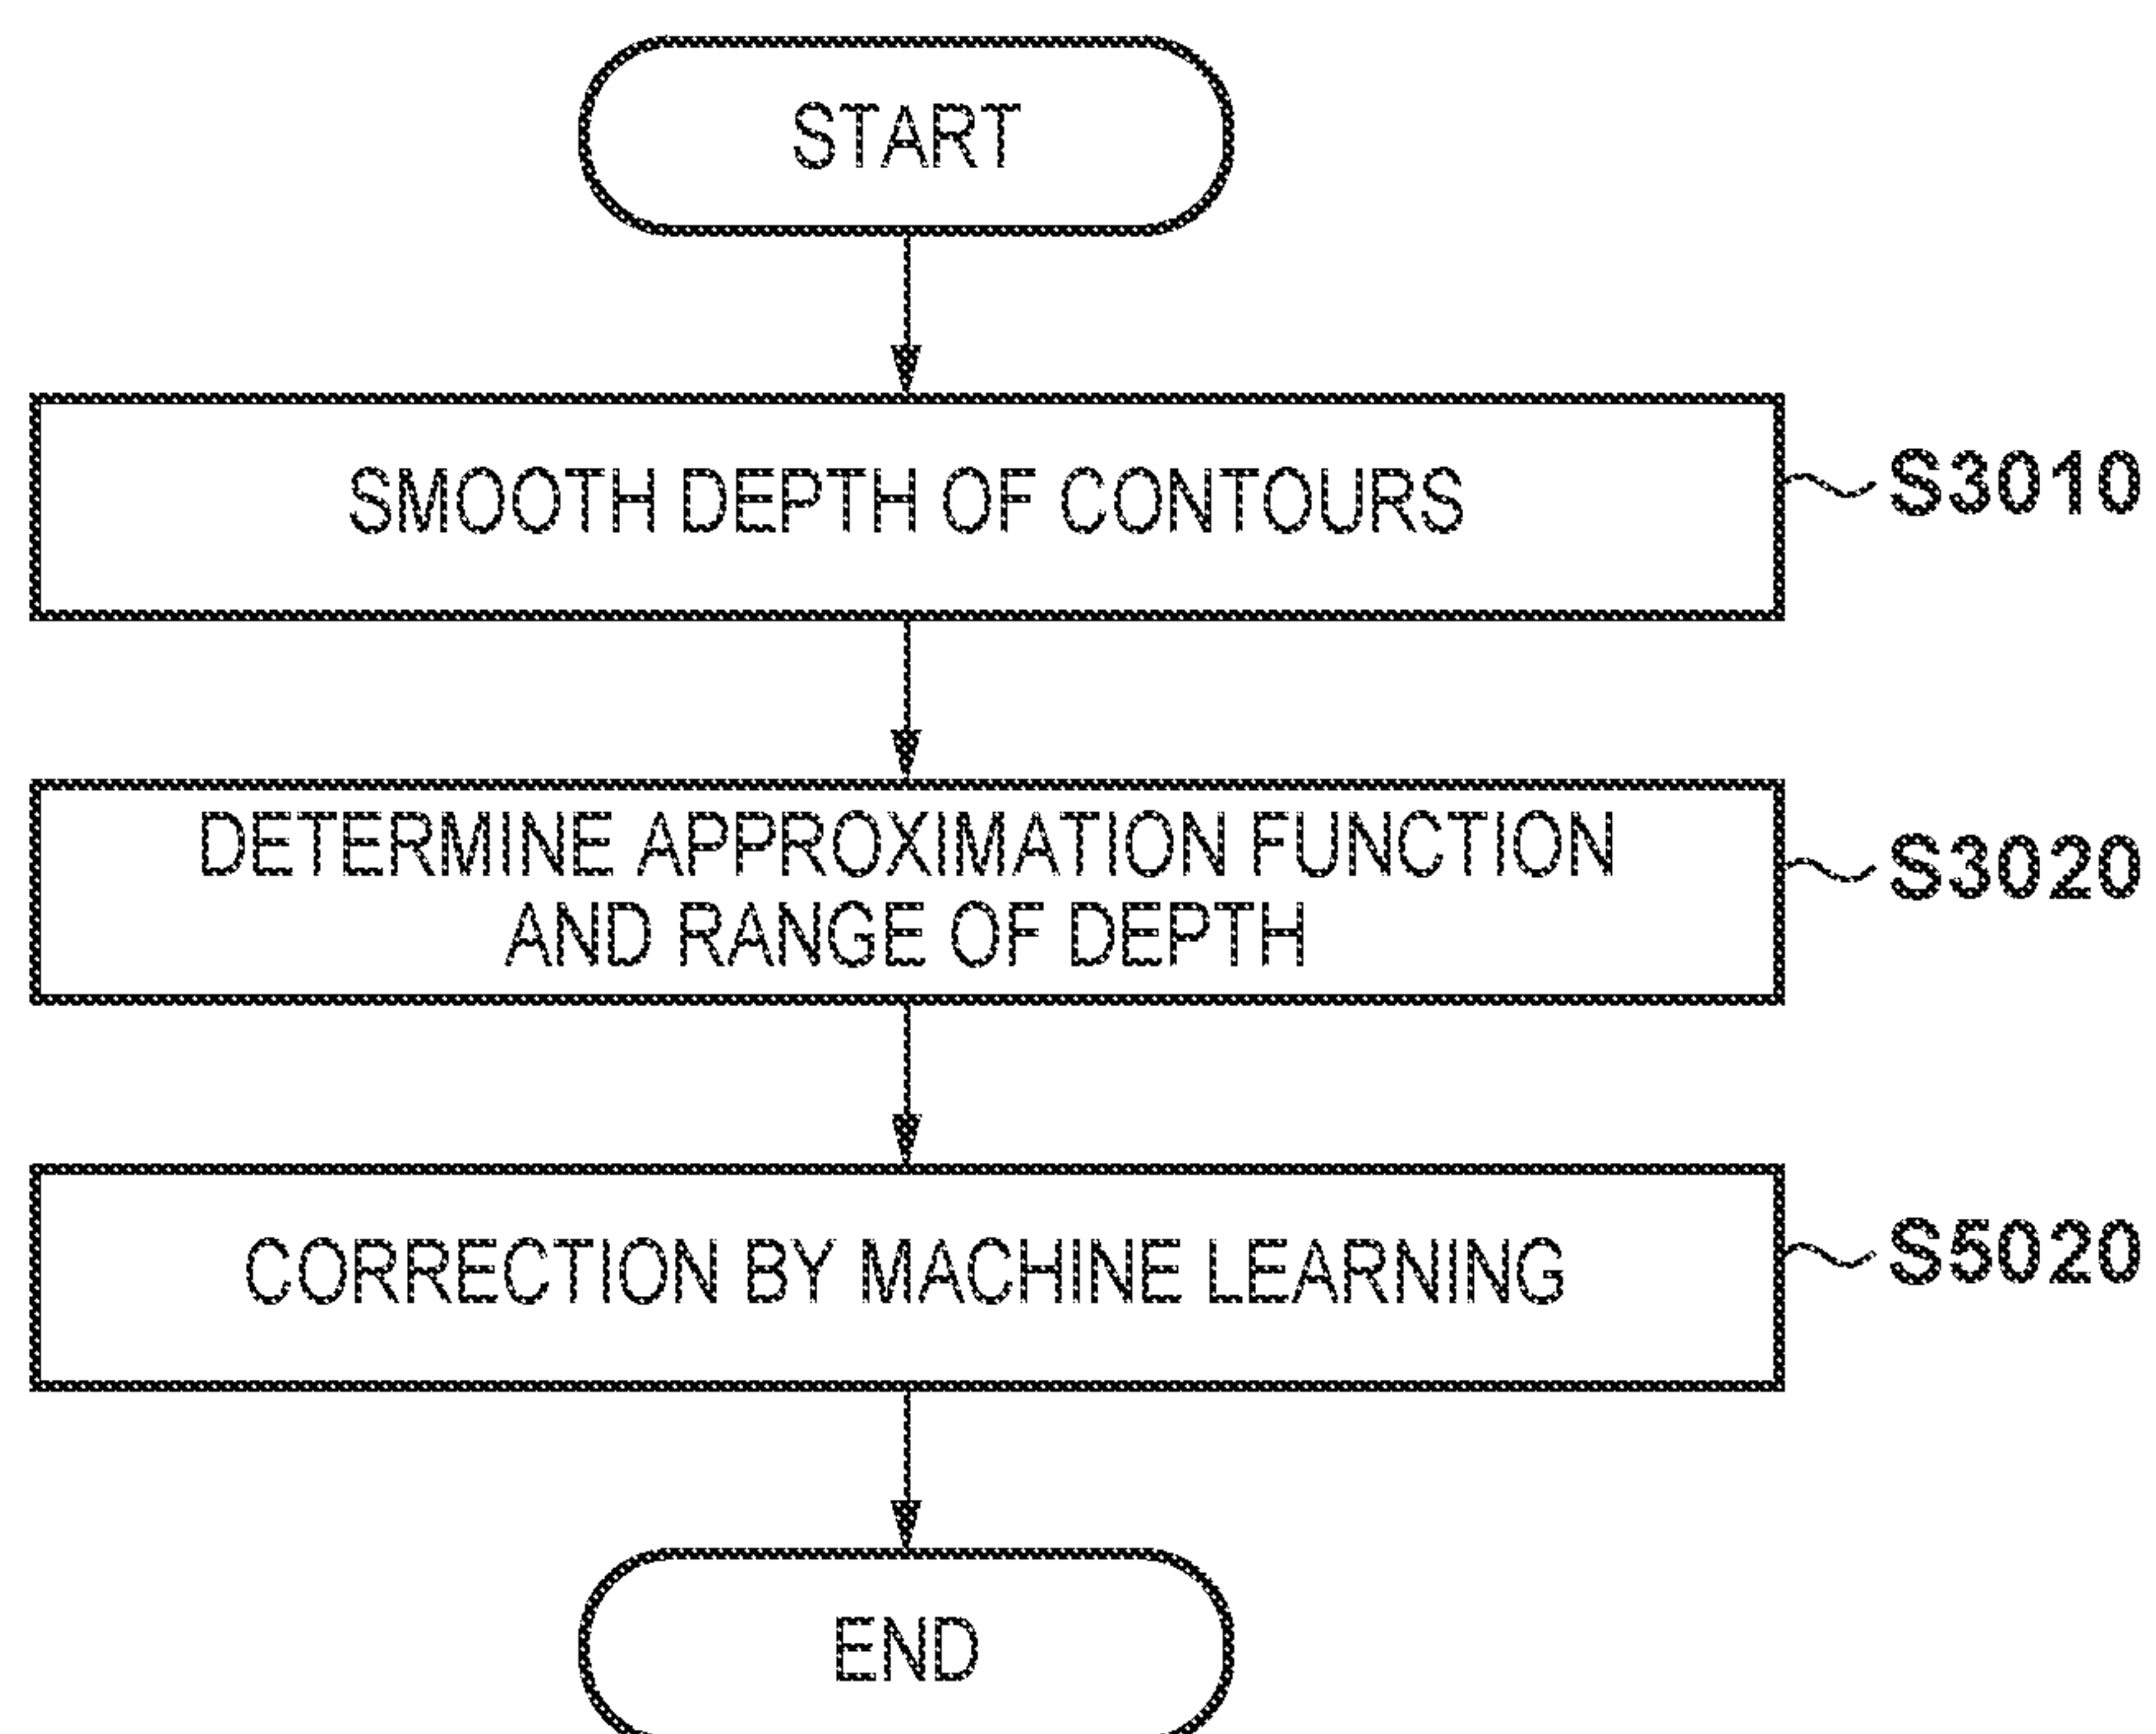 START
SMOOTH DEPTH OF CONTOURS
S3010
DETERMINE APPROXIMATION FUNCTION
AND RANGE OF DEPTH
S3020
CORRECTION BY MACHINE LEARNING
S5020
END